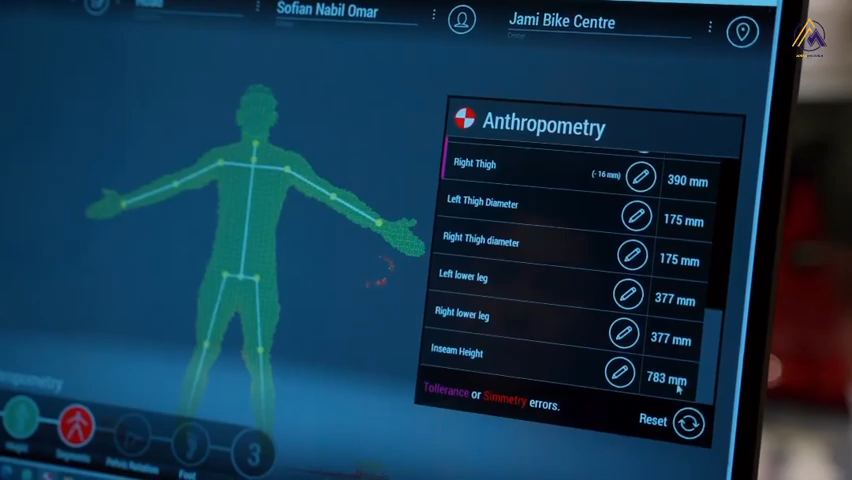 Sofian Nabil Omar
Jami Bike Centre
Anthropometry
Right Thigh (- 16 mm) 390 mm
Left Thigh Diameter 175 mm
Right Thigh diameter 175 mm
Left lower leg 377 mm
Right lower leg 377 mm
Inseam Height 783 mm
Tollerance or Simmetry errors.
Reset
3